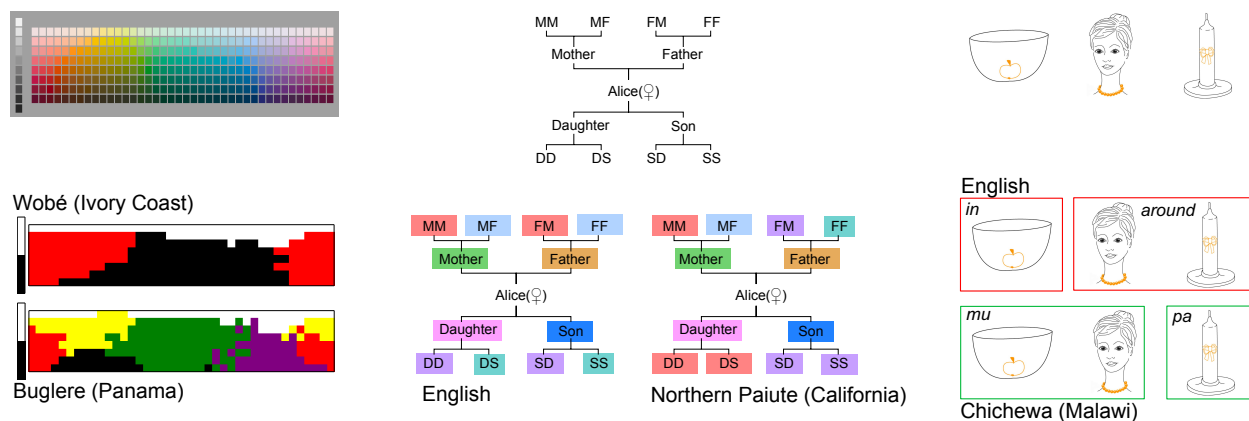 MM MF FM FF
Mother Father
Alice(♀)
Daughter Son
DD DS SD SS
Wobé (Ivory Coast)
Buglere (Panama)
MM MF FM FF
Mother Father
Alice(♀)
Daughter Son
DD DS SD SS
English
MM MF FM FF
Mother Father
Alice(♀)
Daughter Son
DD DS SD SS
Northern Paiute (California)
English
in around
mu pa
Chichewa (Malawi)